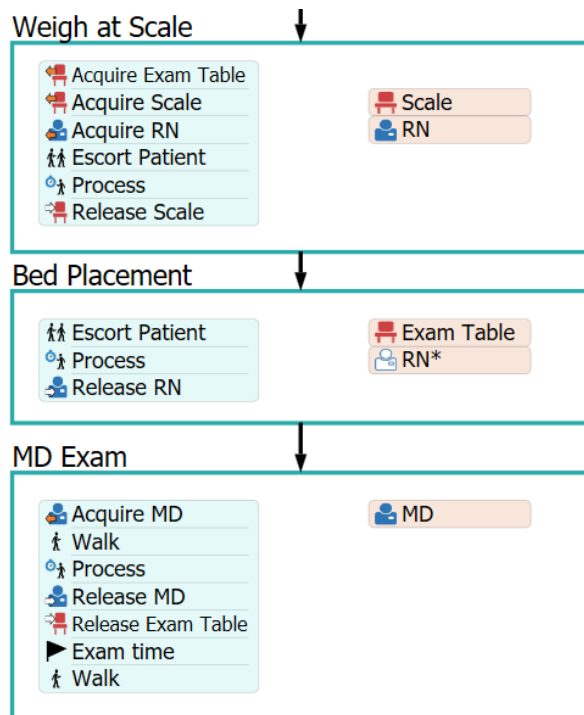 Weigh at Scale
Acquire Exam Table
Acquire Scale
Acquire RN
Escort Patient
Process
Release Scale
Scale
RN
Bed Placement
Escort Patient
Process
Release RN
Exam Table
RN*
MD Exam
Acquire MD
Walk
Process
Release MD
Release Exam Table
Exam time
Walk
MD